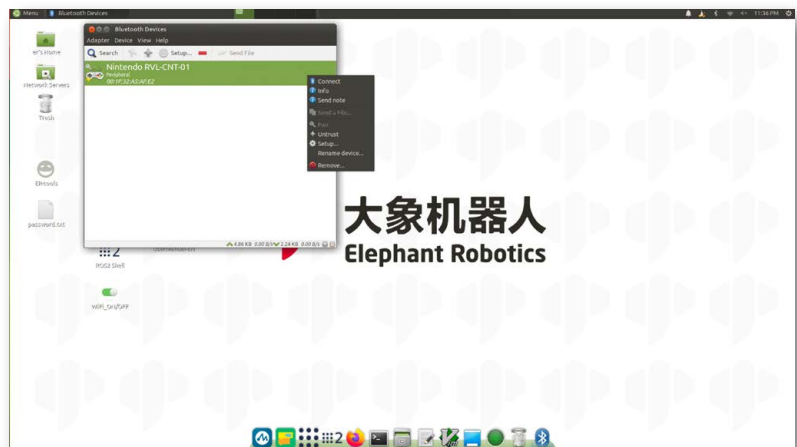 Menu Bluetooth Devices 11:36 PM
Bluetooth Devices
Adapter Device View Help
Search Setup... Send File
Nintendo RVL-CNT-01
Peripheral
00:1F:32:A3:AF:E2
Connect
Info
Send note
Send a File...
Pair
Untrust
Setup...
Rename device...
Remove...
er's Home
Network Servers
Trash
ERtools
password.txt
4.86 KB 0.00 B/s 2.24 KB 0.00 B/s
2
ROS2 Shell
WIFI_On/OFF
大象机器人
Elephant Robotics
2